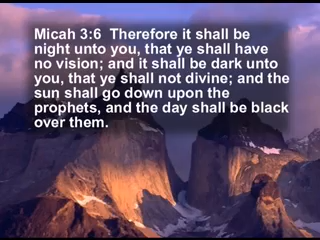 Micah 3:6  Therefore it shall be
night unto you, that ye shall have
no vision; and it shall be dark unto
you, that ye shall not divine; and the
sun shall go down upon the
prophets, and the day shall be black
over them.